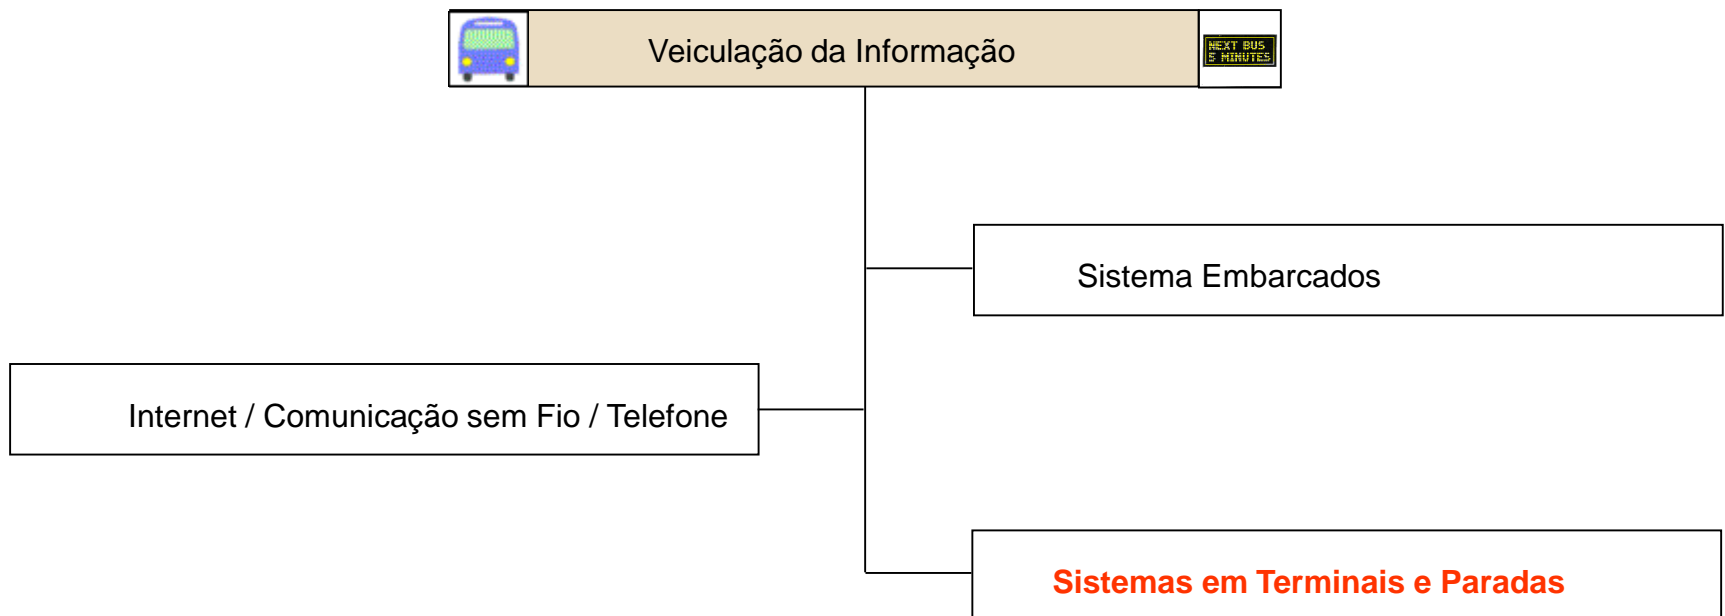 Veiculação da Informação
NEXT BUS
5 MINUTES
Sistema Embarcados
Internet / Comunicação sem Fio / Telefone
Sistemas em Terminais e Paradas